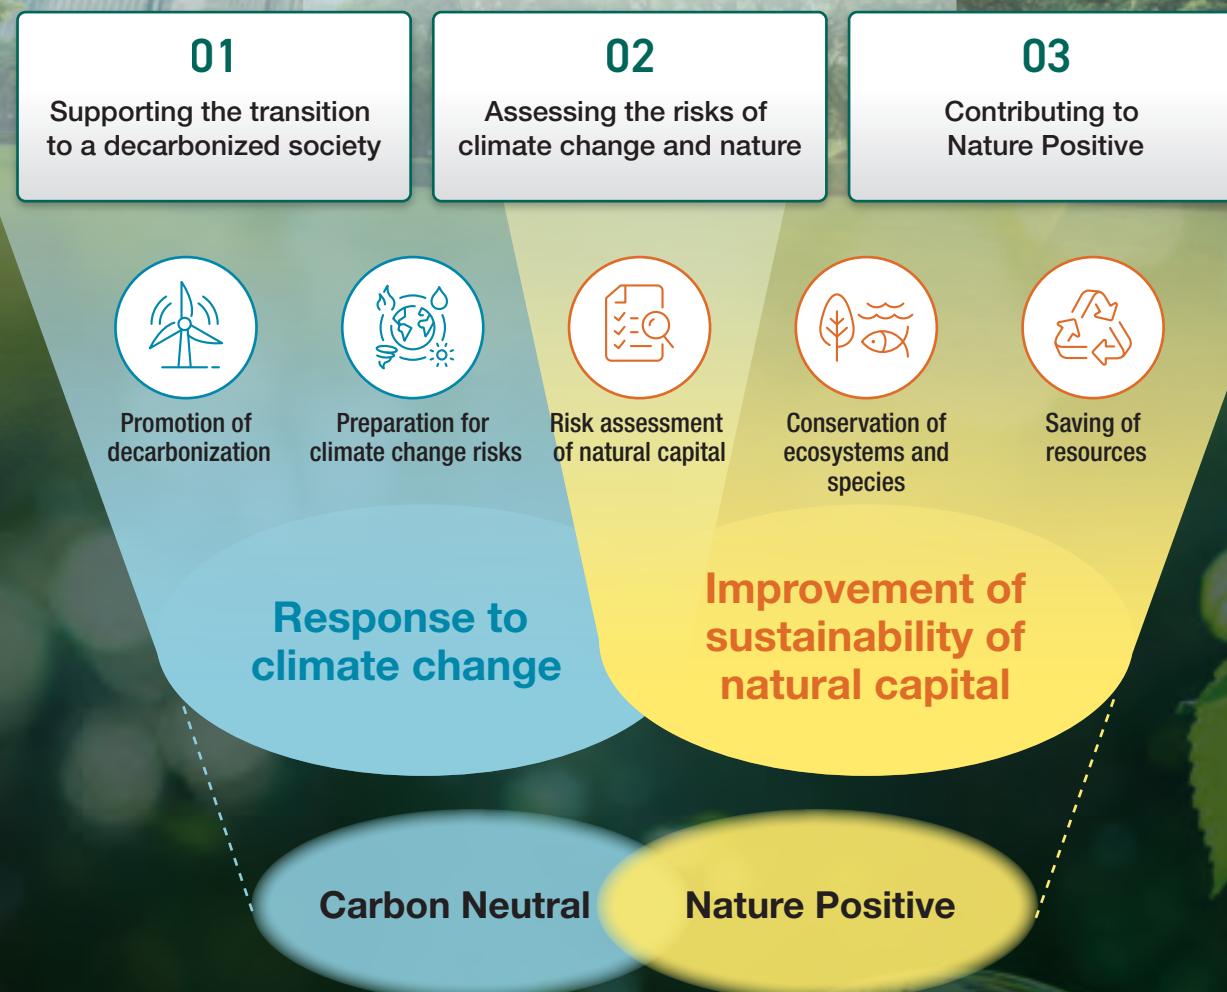 01
Supporting the transition
to a decarbonized society
02
Assessing the risks of
climate change and nature
03
Contributing to
Nature Positive
Promotion of
decarbonization
Preparation for
climate change risks
Risk assessment
of natural capital
Conservation of
ecosystems and
species
Saving of
resources
Response to
climate change
Improvement of
sustainability of
natural capital
Carbon Neutral
Nature Positive